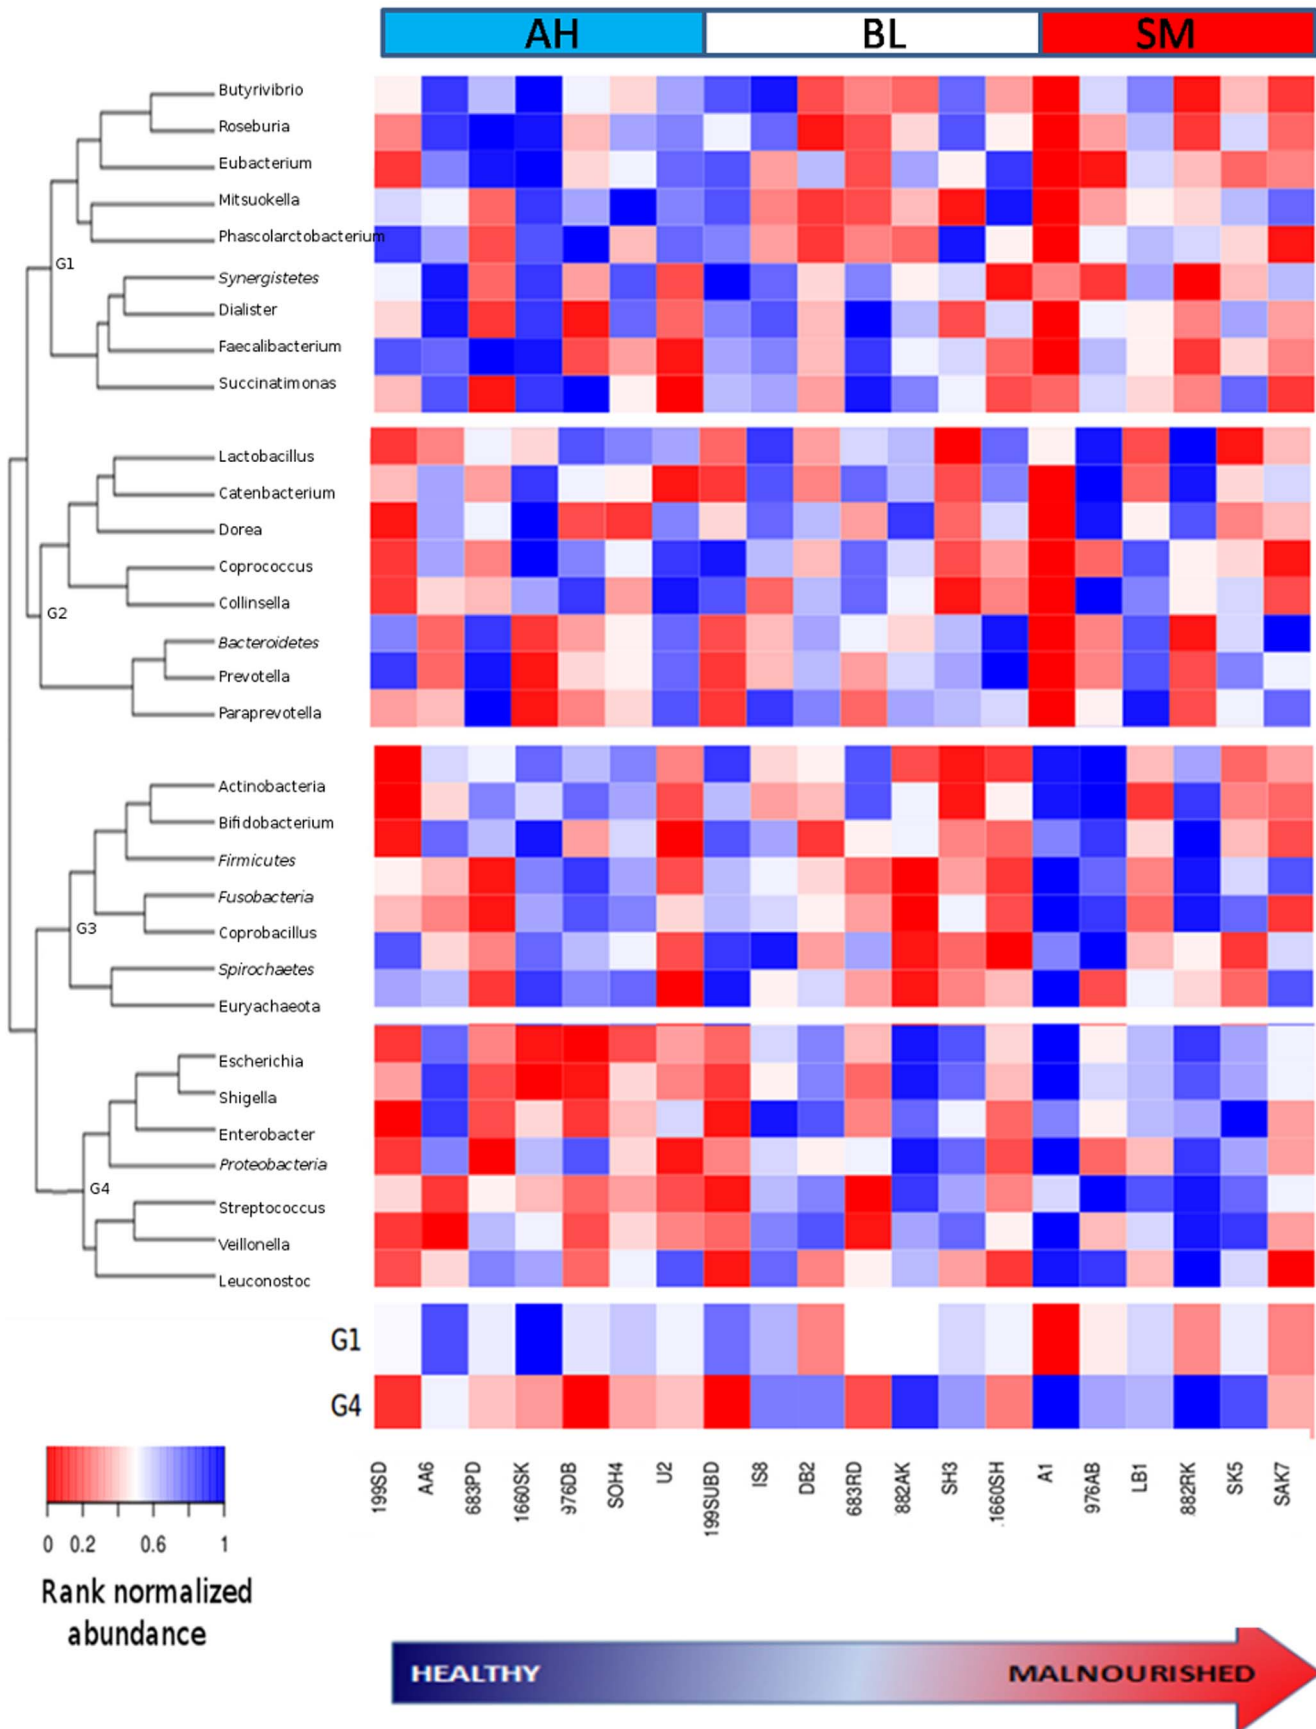 AH BL SM
Butyrivibrio
Roseburia
Eubacterium
Mitsuokella
Phascolarctobacterium
G1
Synergistetes
Dialister
Faecalibacterium
Succinatimonas
Lactobacillus
Catenbacterium
Dorea
Coprococcus
Collinsella
G2
Bacteroidetes
Prevotella
Paraprevotella
Actinobacteria
Bifidobacterium
Firmicutes
Fusobacteria
G3
Coprobacillus
Spirochaetes
Euryachaeota
Escherichia
Shigella
Enterobacter
Proteobacteria
G4
Streptococcus
Veillonella
Leuconostoc
G1
G4
199SD AA6 683PD 1660SK 976DB SOH4 U2 199SUBD IS8 DB2 683RD 882AK SH3 .1660SH A1 976AB LB1 .882RK SK5 SAK7
0 0.2 0.6 1
Rank normalized
abundance
HEALTHY MALNOURISHED